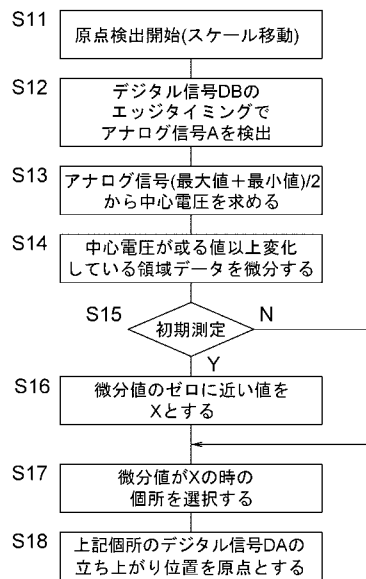 S11
原点検出開始(スケール移動)
S12
デジタル信号DBの
エッジタイミングで
アナログ信号Aを検出
S13
アナログ信号(最大値＋最小値)/2
から中心電圧を求める
S14
中心電圧が或る値以上変化
している領域データを微分する
S15
初期測定
N
Y
S16
微分値のゼロに近い値を
Xとする
S17
微分値がXの時の
個所を選択する
S18
上記個所のデジタル信号DAの
立ち上がり位置を原点とする